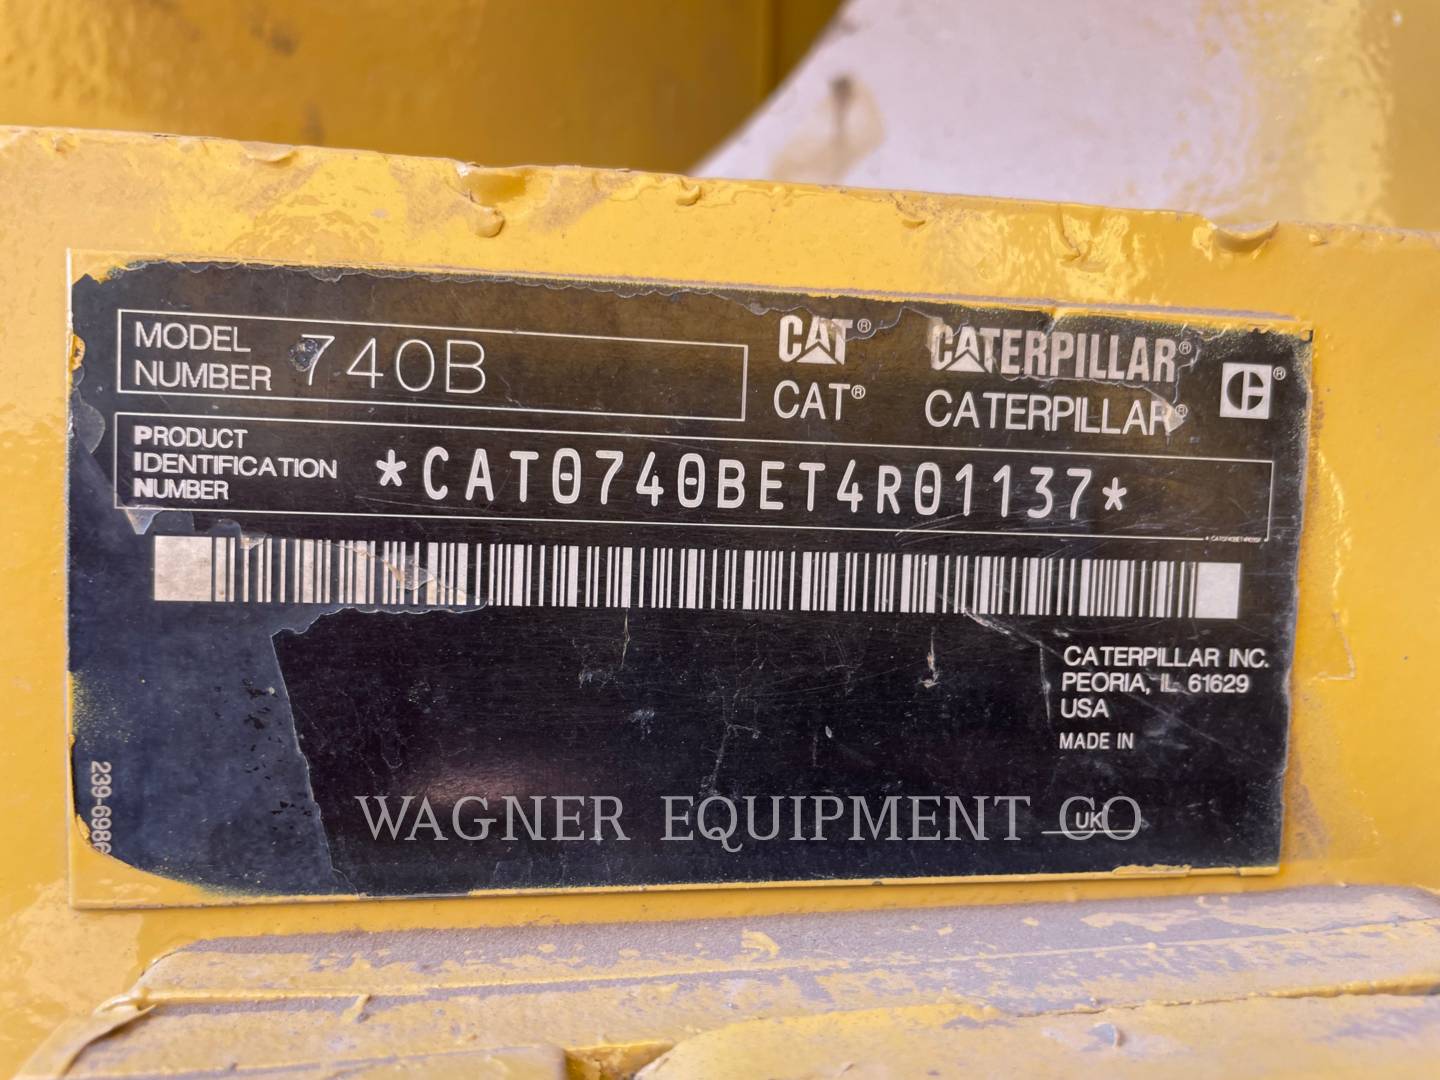 MODEL NUMBER 740B
CAT® CATERPILLAR®
CAT® CATERPILLAR®
PRODUCT IDENTIFICATION NUMBER *CAT0740BET4R01137*
CATERPILLAR INC.
PEORIA, IL 61629
USA
MADE IN
UK
239-6986
WAGNER EQUIPMENT CO